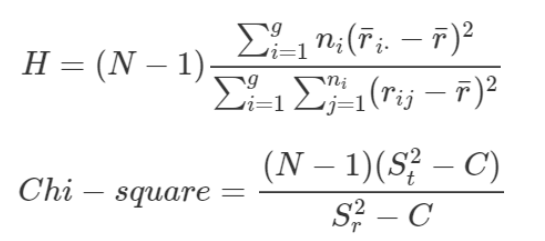 H = (N − 1) \frac{\sum_{i=1}^{g} n_i(\bar{r}_{i\cdot} − \bar{r})^2}{\sum_{i=1}^{g} \sum_{j=1}^{n_i} (r_{ij} − \bar{r})^2}
Chi − square = \frac{(N − 1)(S_t^2 − C)}{S_r^2 − C}